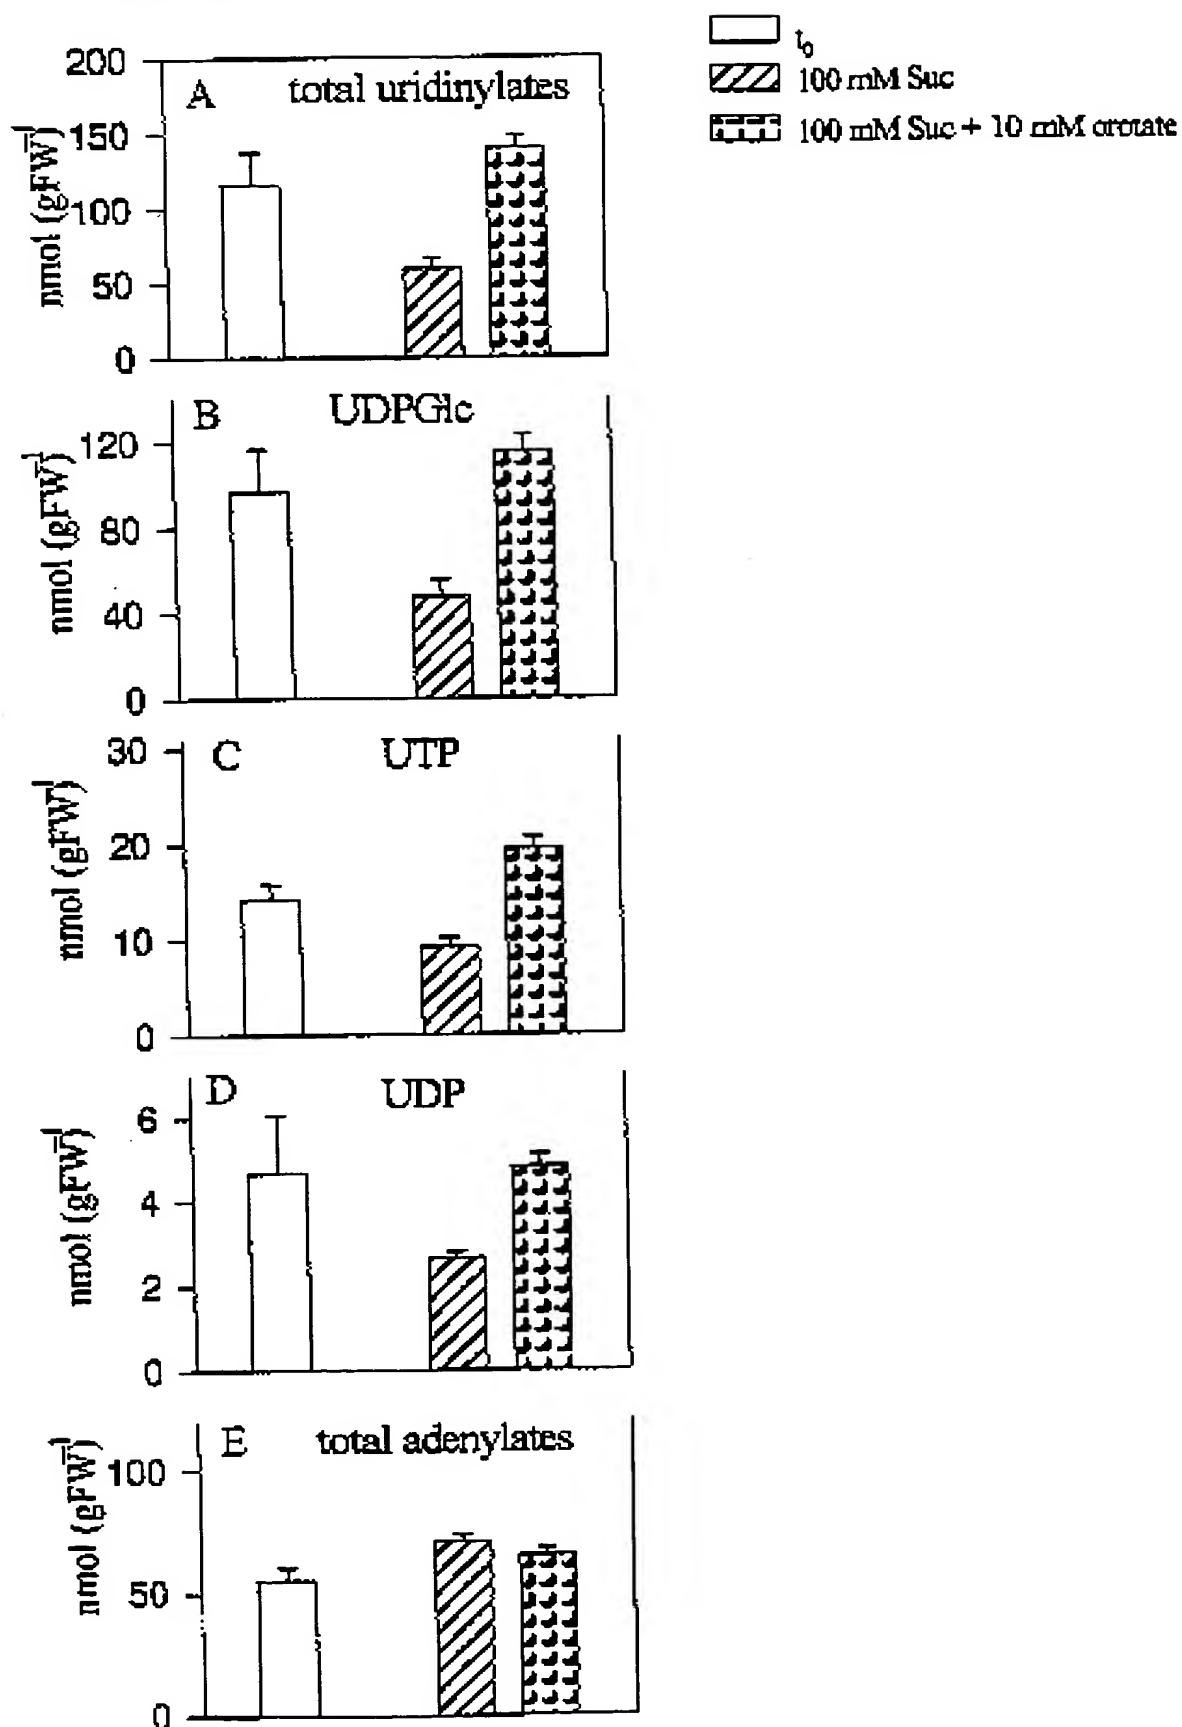 t0
100 mM Suc
100 mM Suc + 10 mM orotate
A total uridinylates
200
150
100
50
0
nmol (gFW)-1
B UDPGlc
120
80
40
0
nmol (gFW)-1
C UTP
30
20
10
0
nmol (gFW)-1
D UDP
6
4
2
0
nmol (gFW)-1
E total adenylates
100
50
0
nmol (gFW)-1